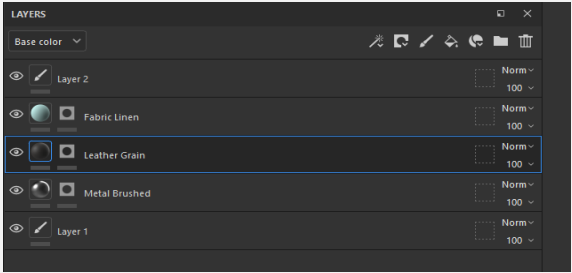 LAYERS
Base color
Layer 2
Norm
100
Fabric Linen
Norm
100
Leather Grain
Norm
100
Metal Brushed
Norm
100
Layer 1
Norm
100